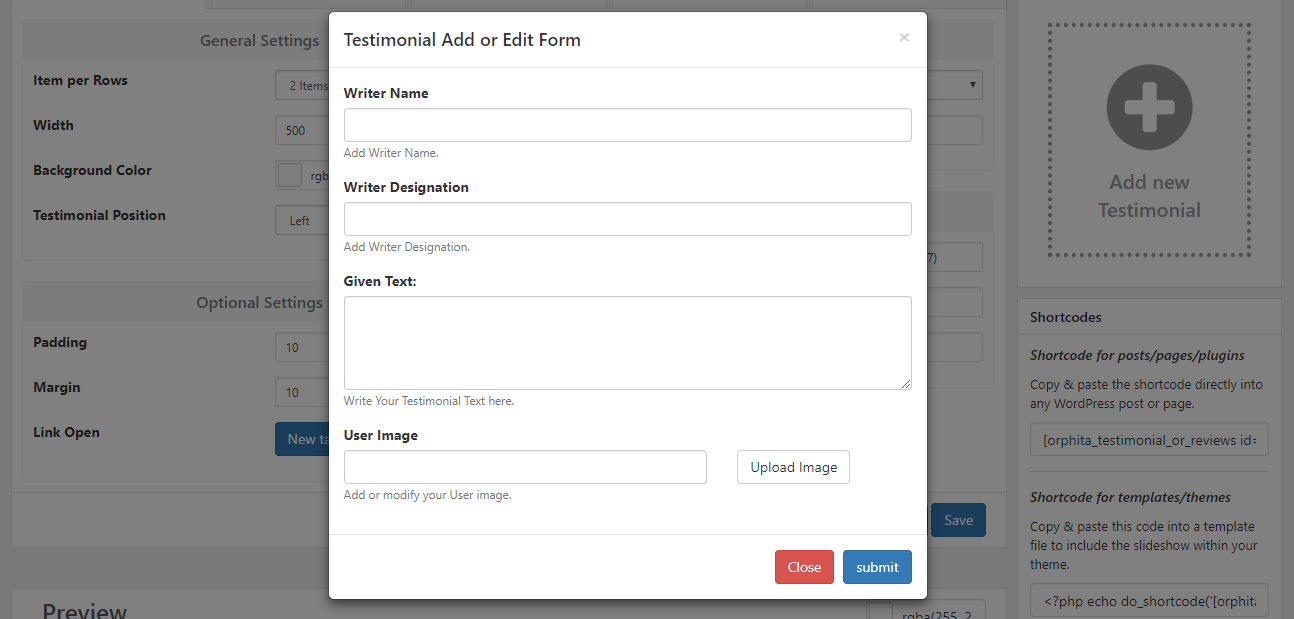 Testimonial Add or Edit Form
×
Writer Name
Add Writer Name.
Writer Designation
Add Writer Designation.
Given Text:
Write Your Testimonial Text here.
User Image
Upload Image
Add or modify your User image.
Close
submit
General Settings
Item per Rows
2 Items
Width
500
Background Color
rgb
Testimonial Position
Left
7)
Optional Settings
Padding
10
Margin
10
Link Open
New ta
Save
Preview
rgba(255, 2
Add new
Testimonial
Shortcodes
Shortcode for posts/pages/plugins
Copy & paste the shortcode directly into
any WordPress post or page.
[orphita_testimonial_or_reviews id=
Shortcode for templates/themes
Copy & paste this code into a template
file to include the slideshow within your
theme.
<?php echo do_shortcode('[orphita